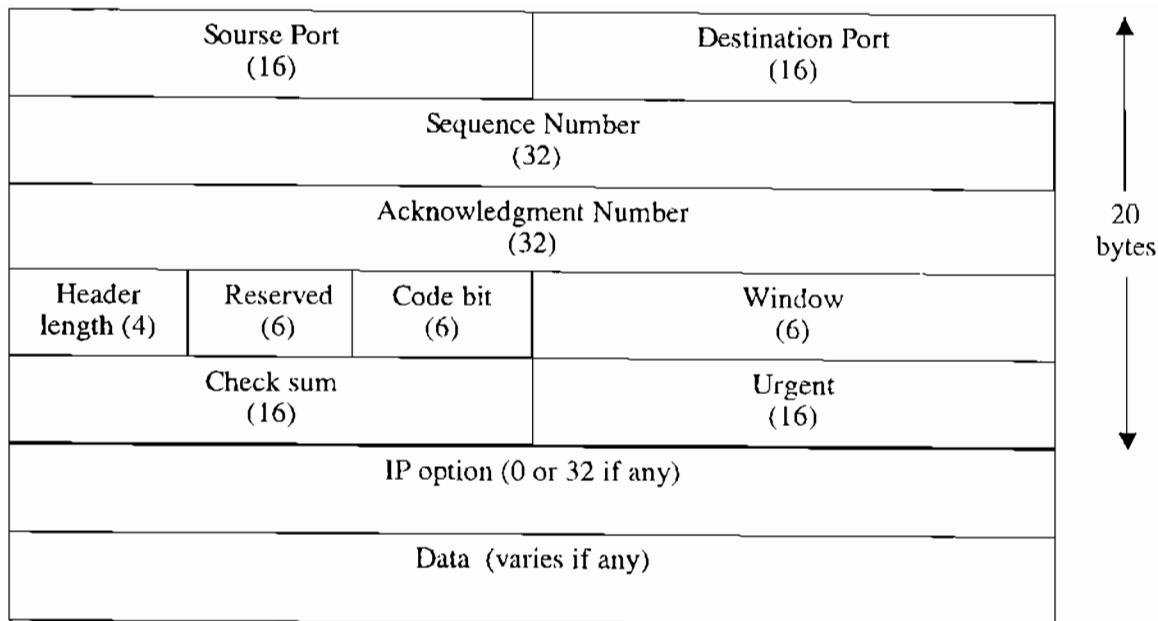 Sourse Port
(16)
Destination Port
(16)
Sequence Number
(32)
Acknowledgment Number
(32)
20
bytes
Header
length (4)
Reserved
(6)
Code bit
(6)
Window
(6)
Check sum
(16)
Urgent
(16)
IP option (0 or 32 if any)
Data (varies if any)